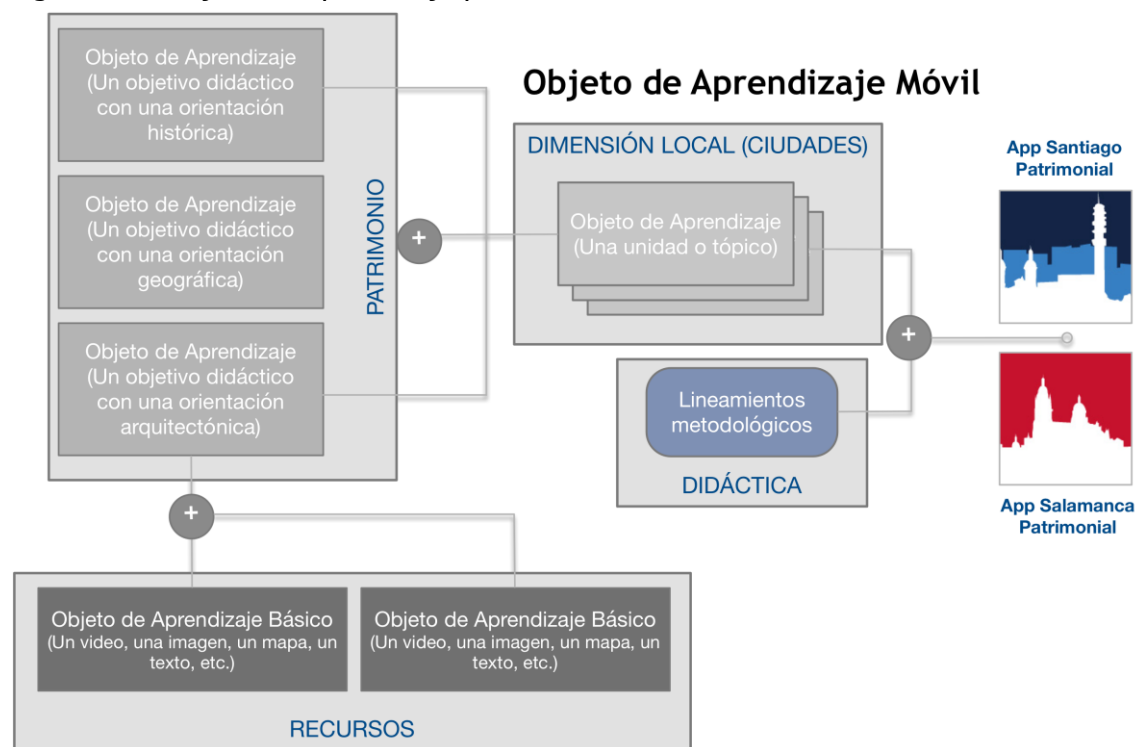 Objeto de Aprendizaje
(Un objetivo didáctico
con una orientación
histórica)
Objeto de Aprendizaje
(Un objetivo didáctico
con una orientación
geográfica)
Objeto de Aprendizaje
(Un objetivo didáctico
con una orientación
arquitectónica)
PATRIMONIO
+
Objeto de Aprendizaje Móvil
DIMENSIÓN LOCAL (CIUDADES)
Objeto de Aprendizaje
(Una unidad o tópico)
+
Lineamientos
metodológicos
DIDÁCTICA
App Santiago
Patrimonial
App Salamanca
Patrimonial
+
Objeto de Aprendizaje Básico
(Un video, una imagen, un mapa, un
texto, etc.)
Objeto de Aprendizaje Básico
(Un video, una imagen, un mapa, un
texto, etc.)
RECURSOS